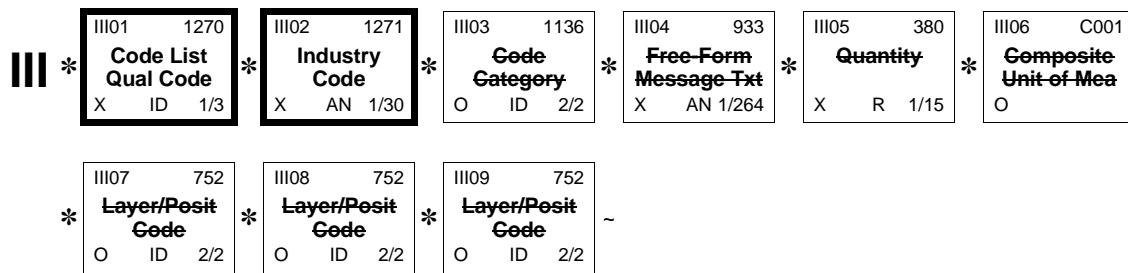 III01 1270 III02 1271 III03 1136 III04 933 III05 380 III06 C001
III * Code List Qual Code * Industry Code * Code Category * Free-Form Message Txt * Quantity * Composite Unit of Mea
X ID 1/3 X AN 1/30 O ID 2/2 X AN 1/264 X R 1/15 O
III07 752 III08 752 III09 752
* Layer/Posit Code * Layer/Posit Code * Layer/Posit Code ~
O ID 2/2 O ID 2/2 O ID 2/2